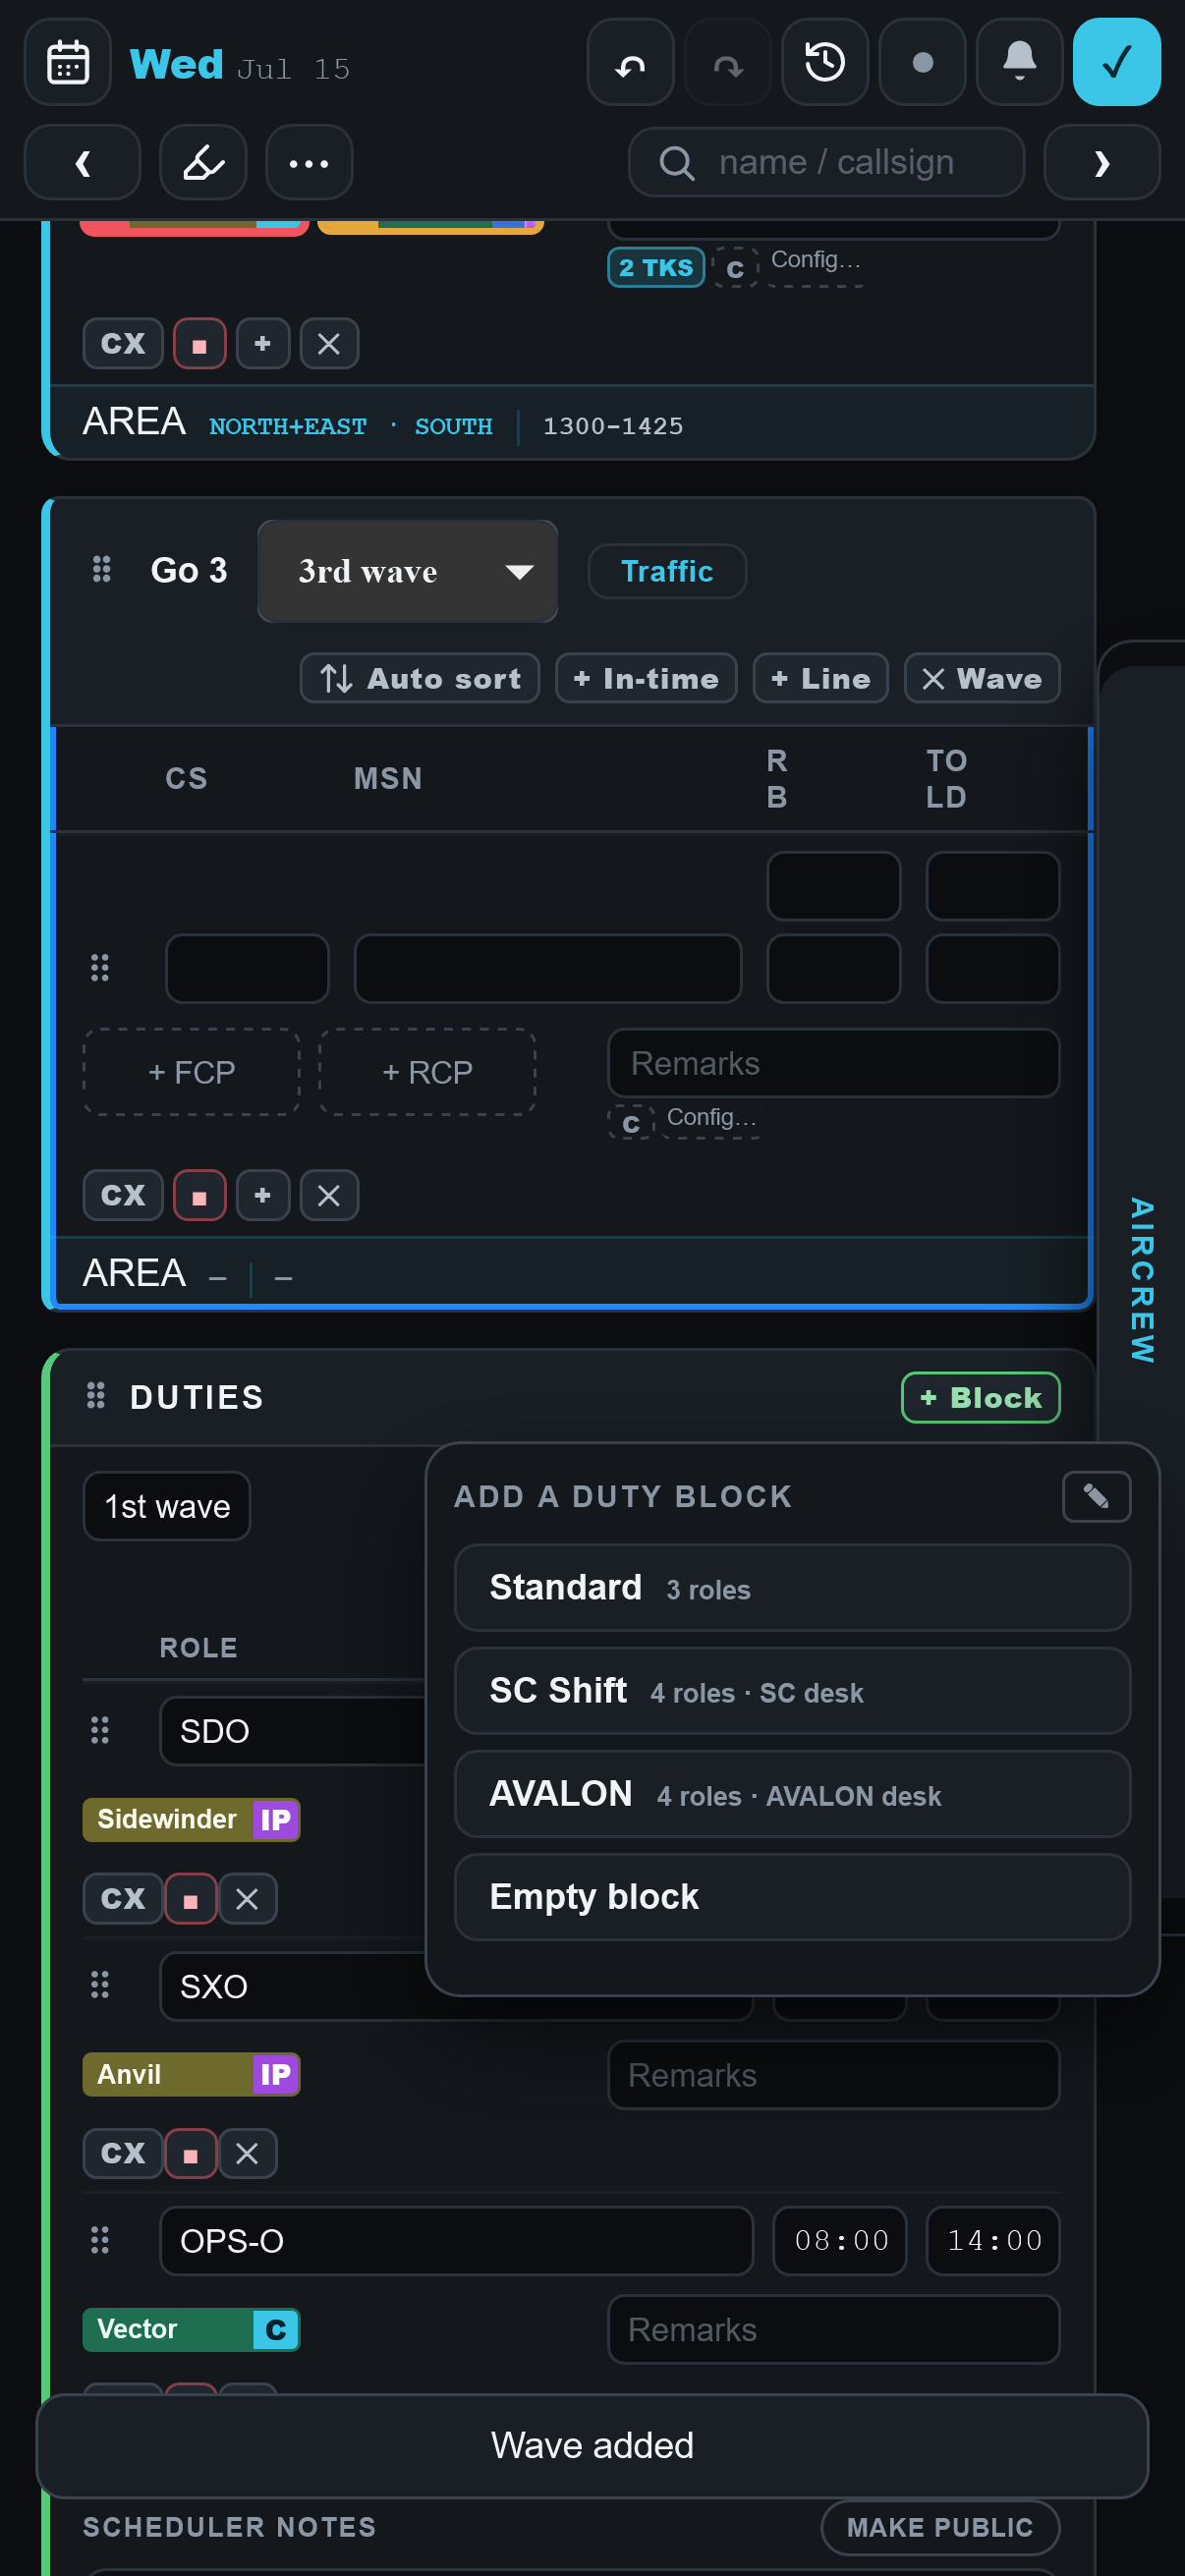 Wed Jul 15
name / callsign
2 TKS C Config...
CX +
AREA NORTH+EAST · SOUTH 1300–1425
Go 3 3rd wave Traffic
Auto sort + In-time + Line × Wave
CS MSN R B TO LD
+ FCP + RCP Remarks
C Config...
CX +
AREA – –
AIRCREW
DUTIES + Block
1st wave
ADD A DUTY BLOCK
Standard 3 roles
SC Shift 4 roles · SC desk
AVALON 4 roles · AVALON desk
Empty block
ROLE
SDO
Sidewinder IP
CX
SXO
Anvil IP Remarks
CX
OPS-O 08:00 14:00
Vector C Remarks
Wave added
SCHEDULER NOTES MAKE PUBLIC